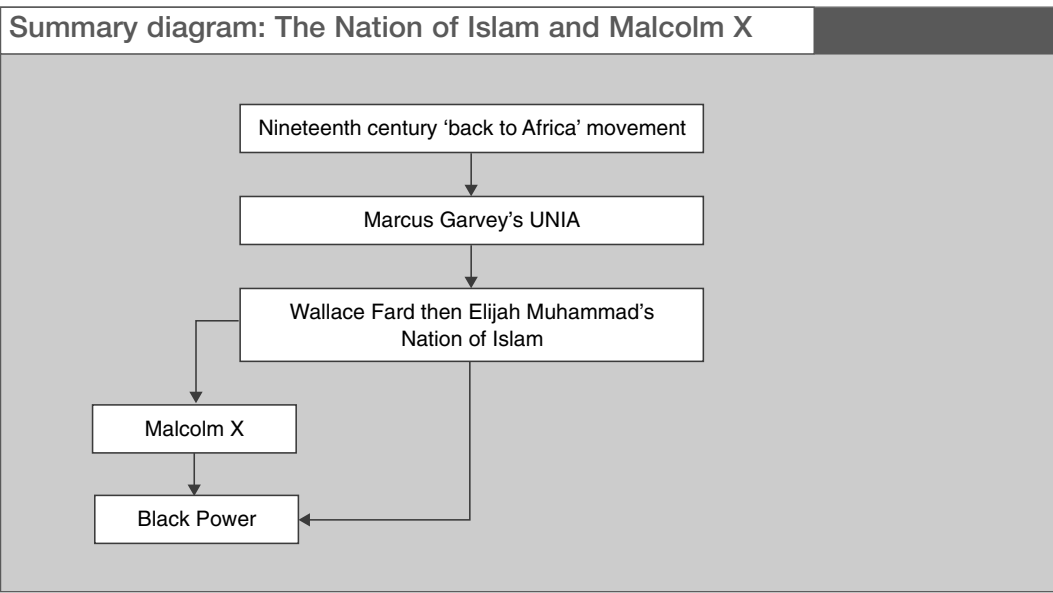 Summary diagram: The Nation of Islam and Malcolm X
Nineteenth century ‘back to Africa’ movement
Marcus Garvey’s UNIA
Wallace Fard then Elijah Muhammad’s
Nation of Islam
Malcolm X
Black Power